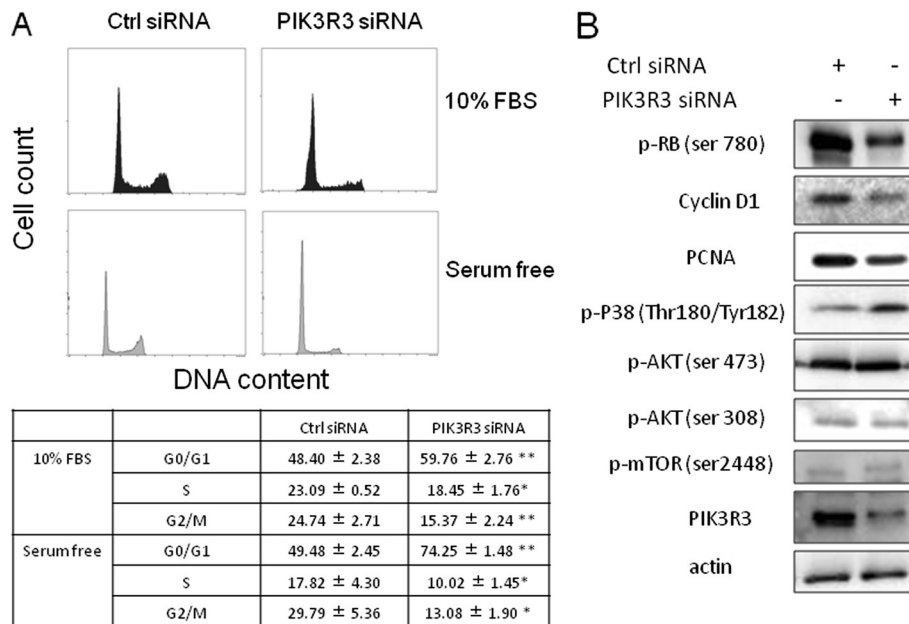 A
Ctrl siRNA PIK3R3 siRNA
Cell count
10% FBS
Serum free
DNA content
Ctrl siRNA PIK3R3 siRNA
10% FBS G0/G1 48.40 ± 2.38 59.76 ± 2.76 **
S 23.09 ± 0.52 18.45 ± 1.76*
G2/M 24.74 ± 2.71 15.37 ± 2.24 **
Serum free G0/G1 49.48 ± 2.45 74.25 ± 1.48 **
S 17.82 ± 4.30 10.02 ± 1.45*
G2/M 29.79 ± 5.36 13.08 ± 1.90 *
B
Ctrl siRNA + -
PIK3R3 siRNA - +
p-RB (ser 780)
Cyclin D1
PCNA
p-P38 (Thr180/Tyr182)
p-AKT (ser 473)
p-AKT (ser 308)
p-mTOR (ser2448)
PIK3R3
actin